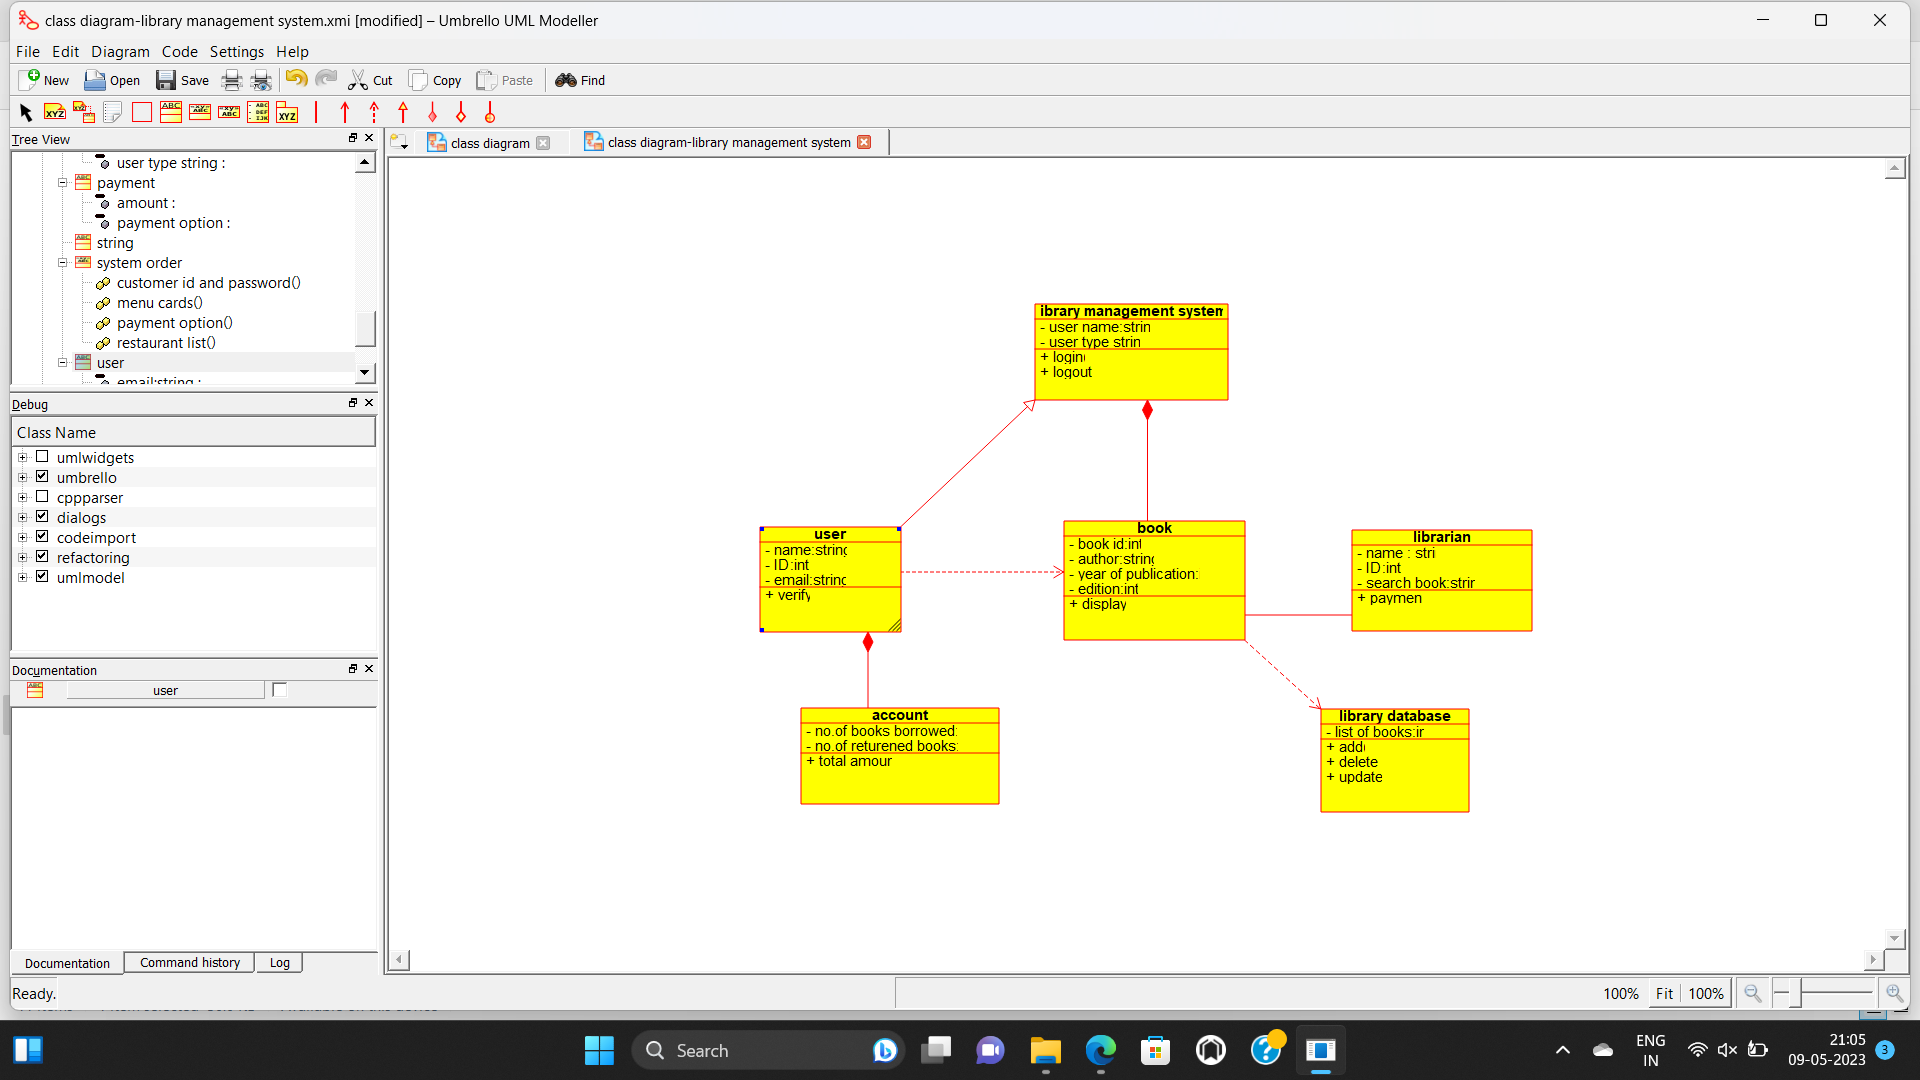 class diagram-library management system.xmi [modified] – Umbrello UML Modeller
File Edit Diagram Code Settings Help
New Open Save Cut Copy Paste Find
Tree View
class diagram
class diagram-library management system
user type string :
payment
amount :
payment option :
string
system order
customer id and password()
menu cards()
payment option()
restaurant list()
user
email:string :
Debug
Class Name
umlwidgets
umbrello
cppparser
dialogs
codeimport
refactoring
umlmodel
Documentation
user
Documentation Command history Log
Ready.
ibrary management system
- user name:strin
- user type strin
+ login
+ logout
user
- name:string
- ID:int
- email:string
+ verify
book
- book id:int
- author:string
- year of publication:
- edition:int
+ display
librarian
- name : stri
- ID:int
- search book:strir
+ paymen
account
- no.of books borrowed:
- no.of returened books:
+ total amour
library database
- list of books:ir
+ add
+ delete
+ update
100% Fit 100%
Search
ENG
IN
21:05
09-05-2023
3